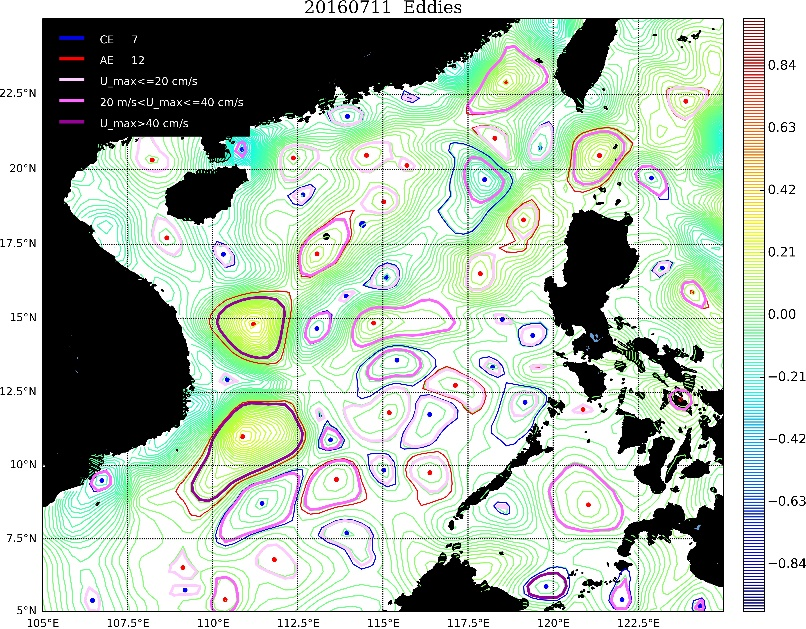 20160711 Eddies
CE 7
AE 12
U_max<=20 cm/s
20 m/s<U_max<=40 cm/s
U_max>40 cm/s
22.5°N
20°N
17.5°N
15°N
12.5°N
10°N
7.5°N
5°N
105°E 107.5°E 110°E 112.5°E 115°E 117.5°E 120°E 122.5°E
0.84
0.63
0.42
0.21
0.00
−0.21
−0.42
−0.63
−0.84